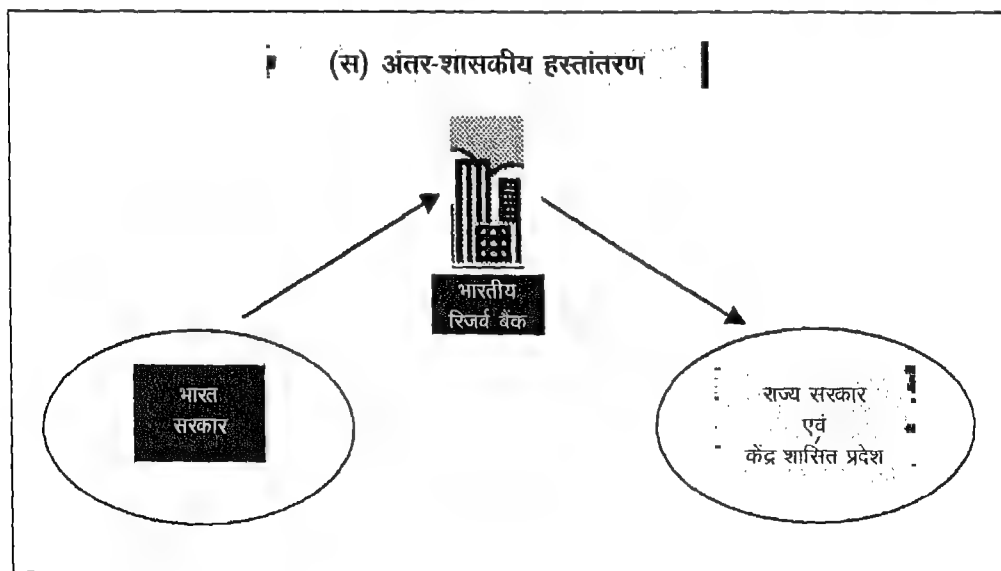 (स) अंतर-शासकीय हस्तांतरण
भारतीय
रिजर्व बैंक
भारत
सरकार
राज्य सरकार
एवं
केंद्र शासित प्रदेश